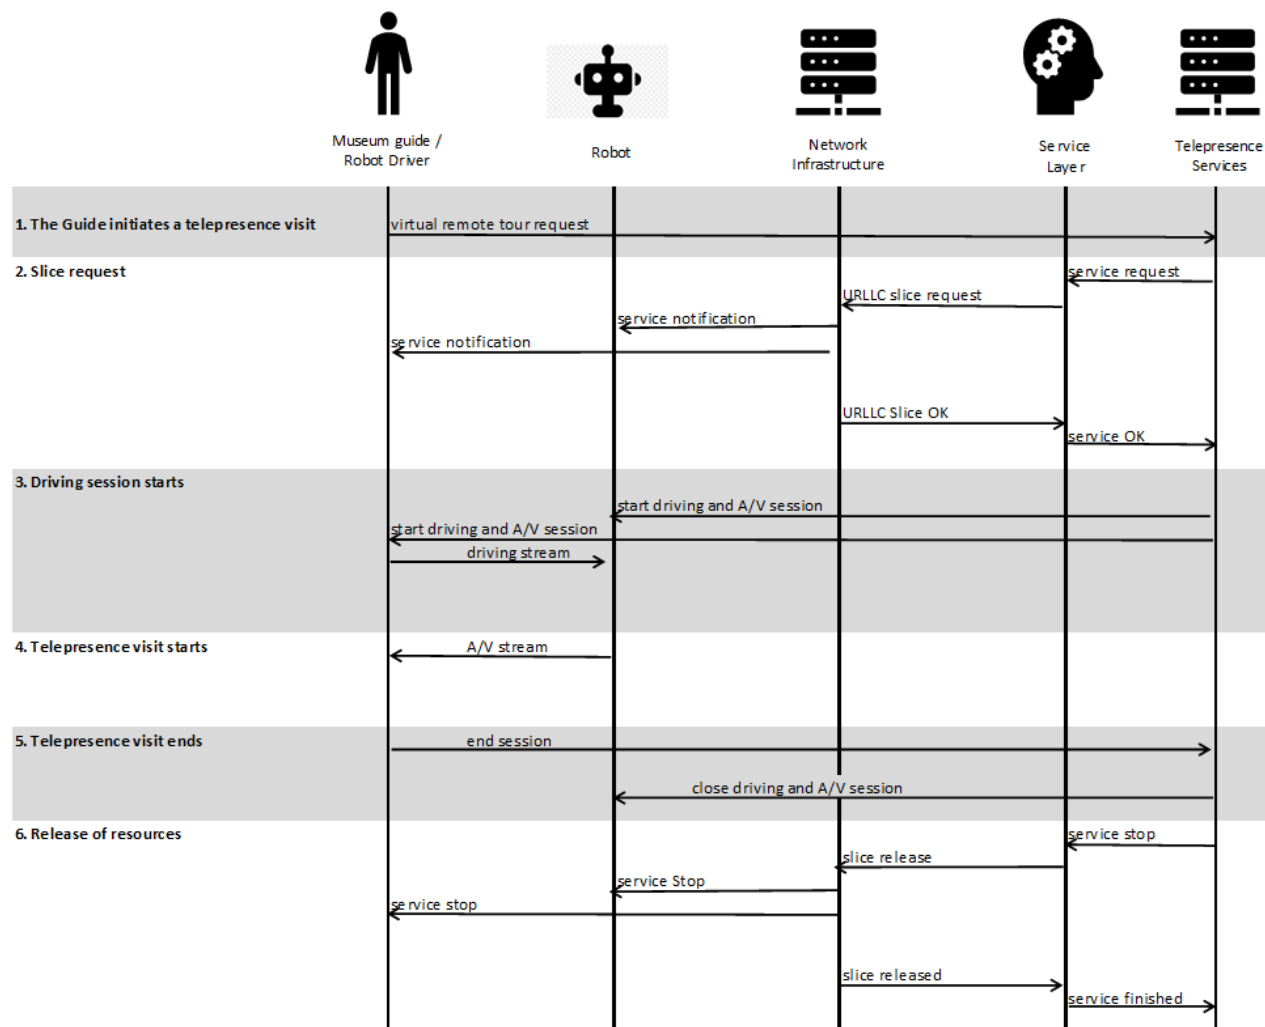 Museum guide /
Robot Driver
Robot
Network
Infrastructure
Service
Layer
Telepresence
Services
1. The Guide initiates a telepresence visit
virtual remote tour request
2. Slice request
service request
URLLC slice request
service notification
service notification
URLLC Slice OK
service OK
3. Driving session starts
start driving and A/V session
start driving and A/V session
driving stream
4. Telepresence visit starts
A/V stream
5. Telepresence visit ends
end session
close driving and A/V session
6. Release of resources
service stop
slice release
service Stop
service stop
slice released
service finished